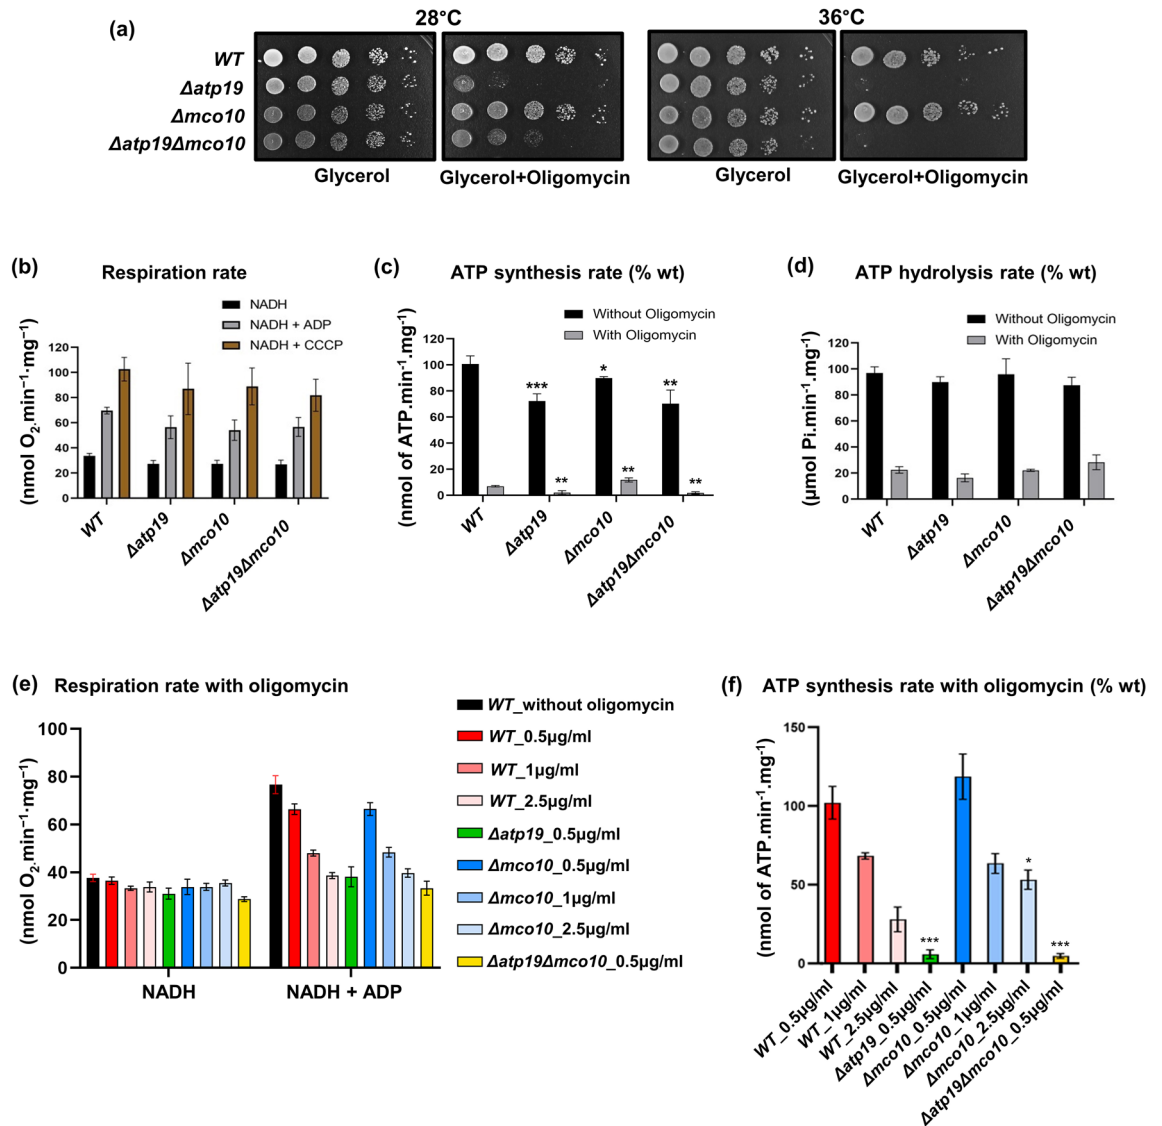 (a)
28°C
36°C
WT
Δatp19
Δmco10
Δatp19Δmco10
Glycerol
Glycerol+Oligomycin
Glycerol
Glycerol+Oligomycin
(b)
Respiration rate
NADH
NADH + ADP
NADH + CCCP
(nmol O2.min−1·mg−1)
120
100
80
60
40
20
0
WT
Δatp19
Δmco10
Δatp19Δmco10
(c)
ATP synthesis rate (% wt)
Without Oligomycin
With Oligomycin
(nmol of ATP.min-1.mg-1)
120
100
80
60
40
20
0
***
**
*
**
**
**
WT
Δatp19
Δmco10
Δatp19Δmco10
(d)
ATP hydrolysis rate (% wt)
Without Oligomycin
With Oligomycin
(µmol Pi.min-1.mg-1)
120
100
80
60
40
20
0
WT
Δatp19
Δmco10
Δatp19Δmco10
(e)
Respiration rate with oligomycin
(nmol O2.min−1·mg−1)
100
80
60
40
20
0
NADH
NADH + ADP
WT_without oligomycin
WT_0.5µg/ml
WT_1µg/ml
WT_2.5µg/ml
Δatp19_0.5µg/ml
Δmco10_0.5µg/ml
Δmco10_1µg/ml
Δmco10_2.5µg/ml
Δatp19Δmco10_0.5µg/ml
(f)
ATP synthesis rate with oligomycin (% wt)
(nmol of ATP.min-1.mg-1)
150
100
50
0
***
*
***
WT_0.5µg/ml
WT_1µg/ml
WT_2.5µg/ml
Δatp19_0.5µg/ml
Δmco10_0.5µg/ml
Δmco10_1µg/ml
Δmco10_2.5µg/ml
Δatp19Δmco10_0.5µg/ml